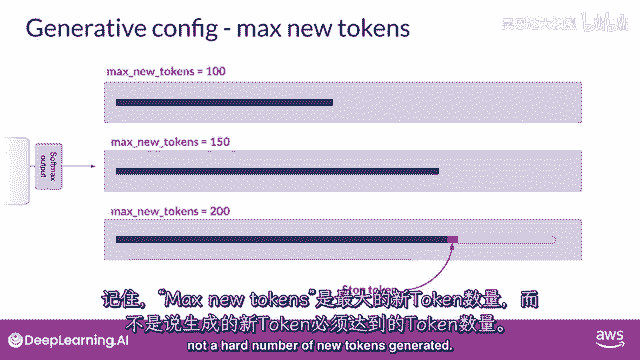 Generative config - max new tokens
max_new_tokens = 100
Softmax
output
max_new_tokens = 150
max_new_tokens = 200
Stop token
记住，“Max new tokens”是最大的新Token数量，而
不是说生成的新Token必须达到的Token数量。
not a hard number of new tokens generated.
DeepLearning.AI
aws